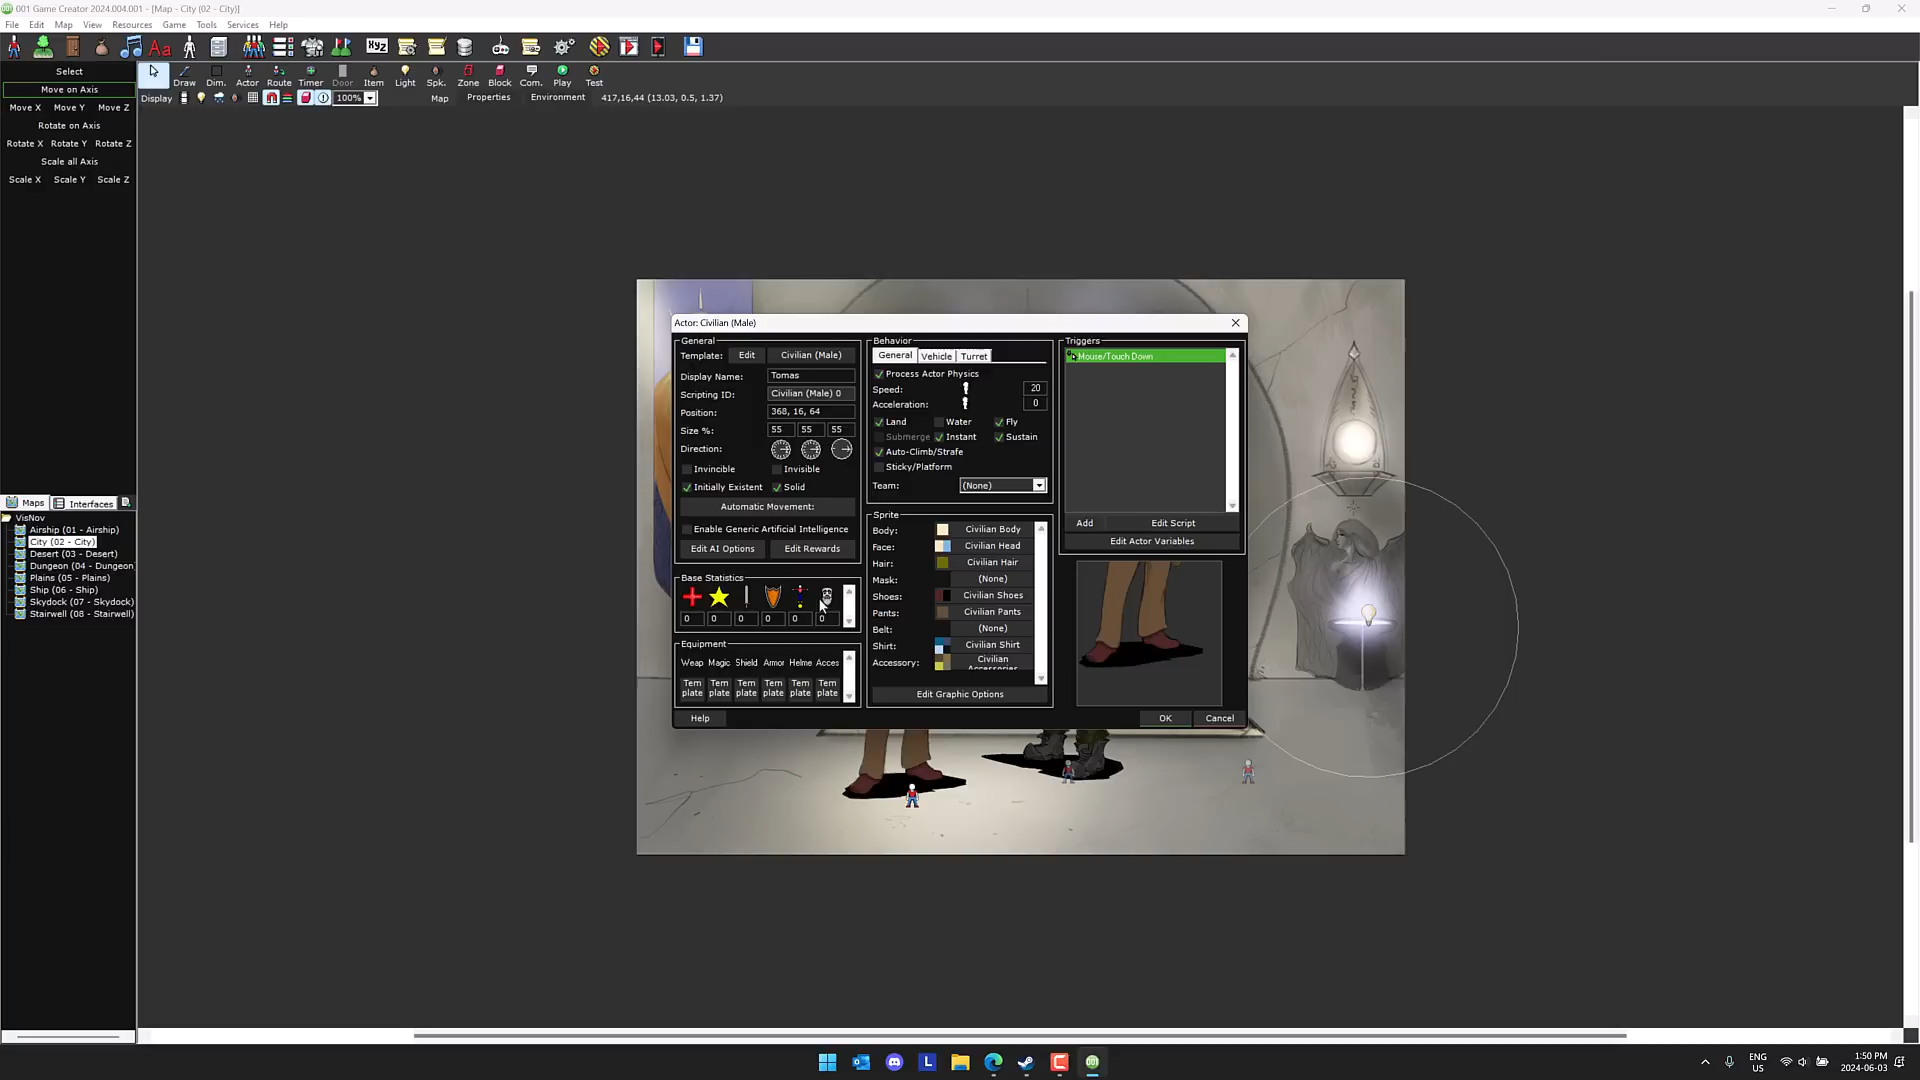 001 Game Creator 2024.004.001 - [Map - City (02 - City)]
File Edit Map View Resources Game Tools Services Help
Aa xyz
Select
Draw Dim. Actor Route Timer Door Item Light Spk. Zone Block Com. Play Test
Move on Axis
Display 100% Map Properties Environment 417,16,44 (13.03, 0.5, 1.37)
Move X Move Y Move Z
Rotate on Axis
Rotate X Rotate Y Rotate Z
Scale all Axis
Scale X Scale Y Scale Z
Maps Interfaces
VisNov
Airship (01 - Airship)
City (02 - City)
Desert (03 - Desert)
Dungeon (04 - Dungeon)
Plains (05 - Plains)
Ship (06 - Ship)
Skydock (07 - Skydock)
Stairwell (08 - Stairwell)
Actor: Civilian (Male)
General
Template: Edit Civilian (Male)
Display Name: Tomas
Scripting ID: Civilian (Male) 0
Position: 368, 16, 64
Size %: 55 55 55
Direction:
Invincible Invisible
Initially Existent Solid
Automatic Movement:
Enable Generic Artificial Intelligence
Edit AI Options Edit Rewards
Base Statistics
0 0 0 0 0 0
Equipment
Weap Magic Shield Armor Helme Acces
Tem Tem Tem Tem Tem Tem
plate plate plate plate plate plate
Help
Behavior
General Vehicle Turret
Process Actor Physics
Speed: 20
Acceleration: 0
Land Water Fly
Submerge Instant Sustain
Auto-Climb/Strafe
Sticky/Platform
Team: (None)
Sprite
Body: Civilian Body
Face: Civilian Head
Hair: Civilian Hair
Mask: (None)
Shoes: Civilian Shoes
Pants: Civilian Pants
Belt: (None)
Shirt: Civilian Shirt
Accessory: Civilian
Accessories
Edit Graphic Options
Triggers
Mouse/Touch Down
Add Edit Script
Edit Actor Variables
OK Cancel
ENG
US
1:50 PM
2024-06-03